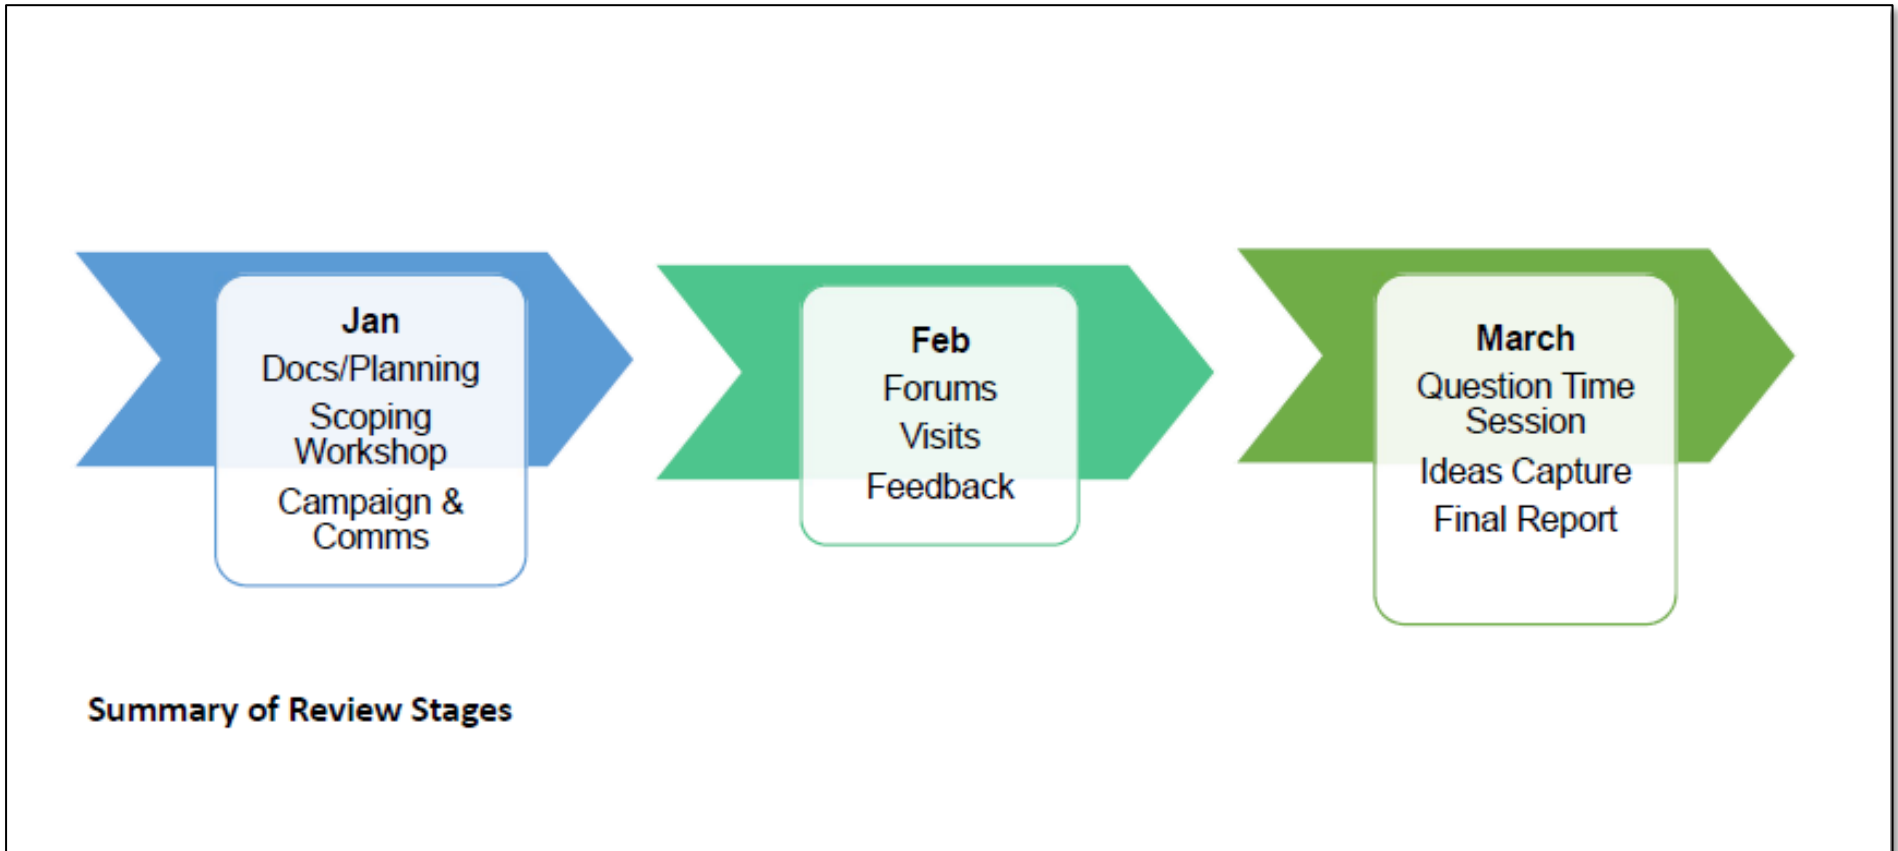 Jan
Docs/Planning
Scoping
Workshop
Campaign &
Comms
Feb
Forums
Visits
Feedback
March
Question Time
Session
Ideas Capture
Final Report
Summary of Review Stages